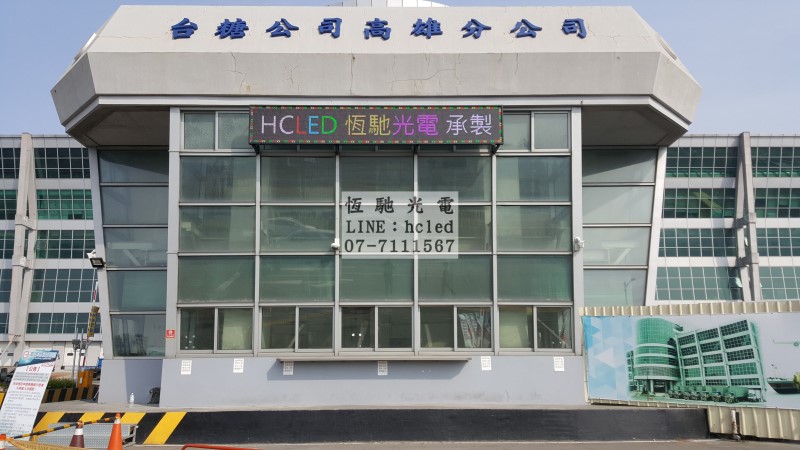 台糖公司高雄分公司
HCLED 恆馳光電 承製
恆馳光電
LINE：hcled
07-7111567